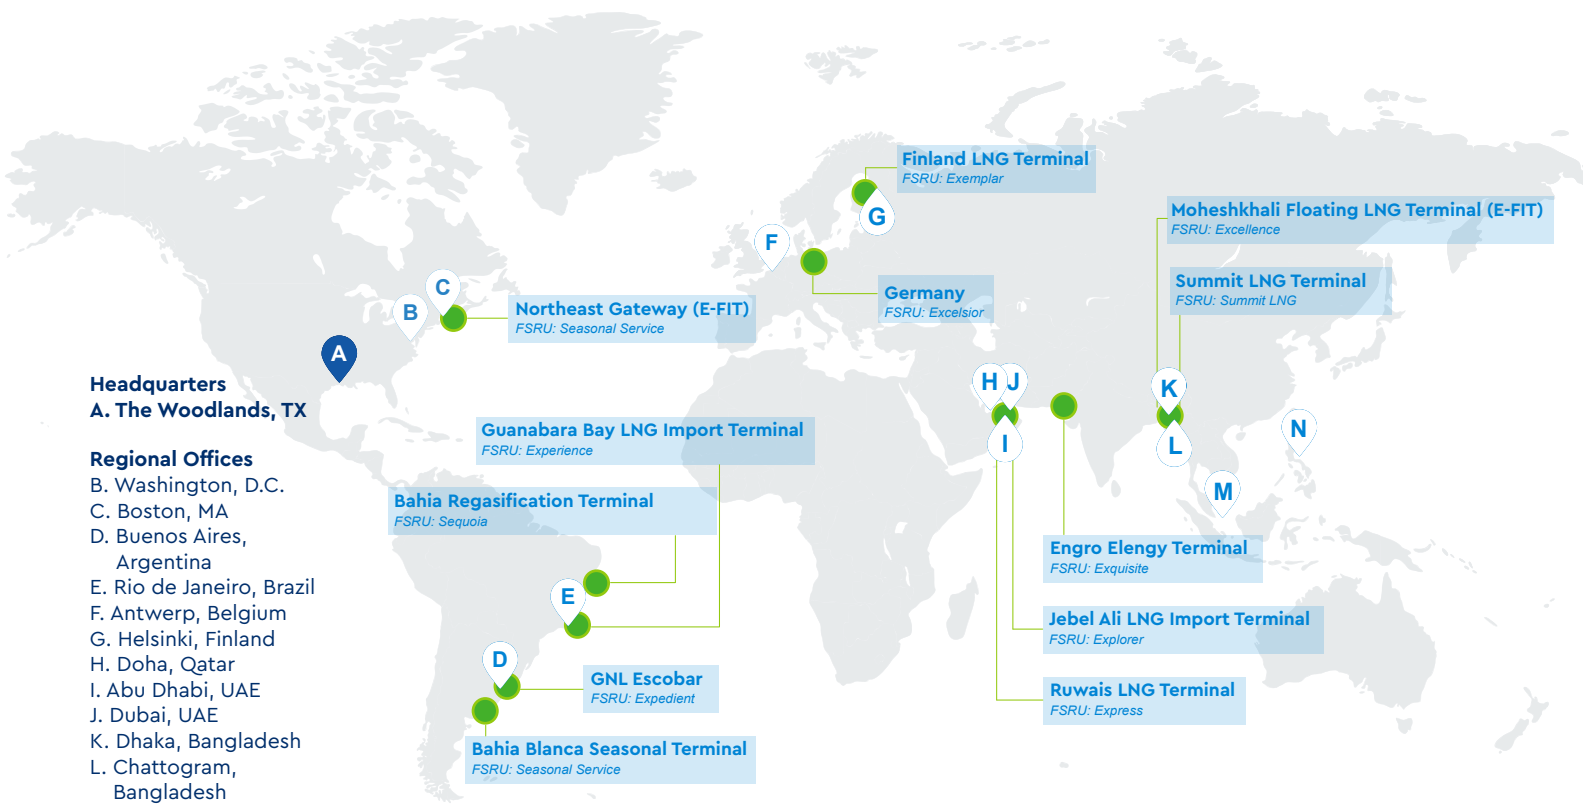 Finland LNG Terminal
FSRU: Exemplar
G
Moheshkhali Floating LNG Terminal (E-FIT)
FSRU: Excellence
F
Summit LNG Terminal
FSRU: Summit LNG
Germany
FSRU: Excelsior
C
B
Northeast Gateway (E-FIT)
FSRU: Seasonal Service
A
Headquarters
A. The Woodlands, TX
Regional Offices
B. Washington, D.C.
C. Boston, MA
D. Buenos Aires,
Argentina
E. Rio de Janeiro, Brazil
F. Antwerp, Belgium
G. Helsinki, Finland
H. Doha, Qatar
I. Abu Dhabi, UAE
J. Dubai, UAE
K. Dhaka, Bangladesh
L. Chattogram,
Bangladesh
Guanabara Bay LNG Import Terminal
FSRU: Experience
Bahia Regasification Terminal
FSRU: Sequoia
E
D
GNL Escobar
FSRU: Expedient
Bahia Blanca Seasonal Terminal
FSRU: Seasonal Service
H
J
I
K
L
N
M
Engro Elengy Terminal
FSRU: Exquisite
Jebel Ali LNG Import Terminal
FSRU: Explorer
Ruwais LNG Terminal
FSRU: Express